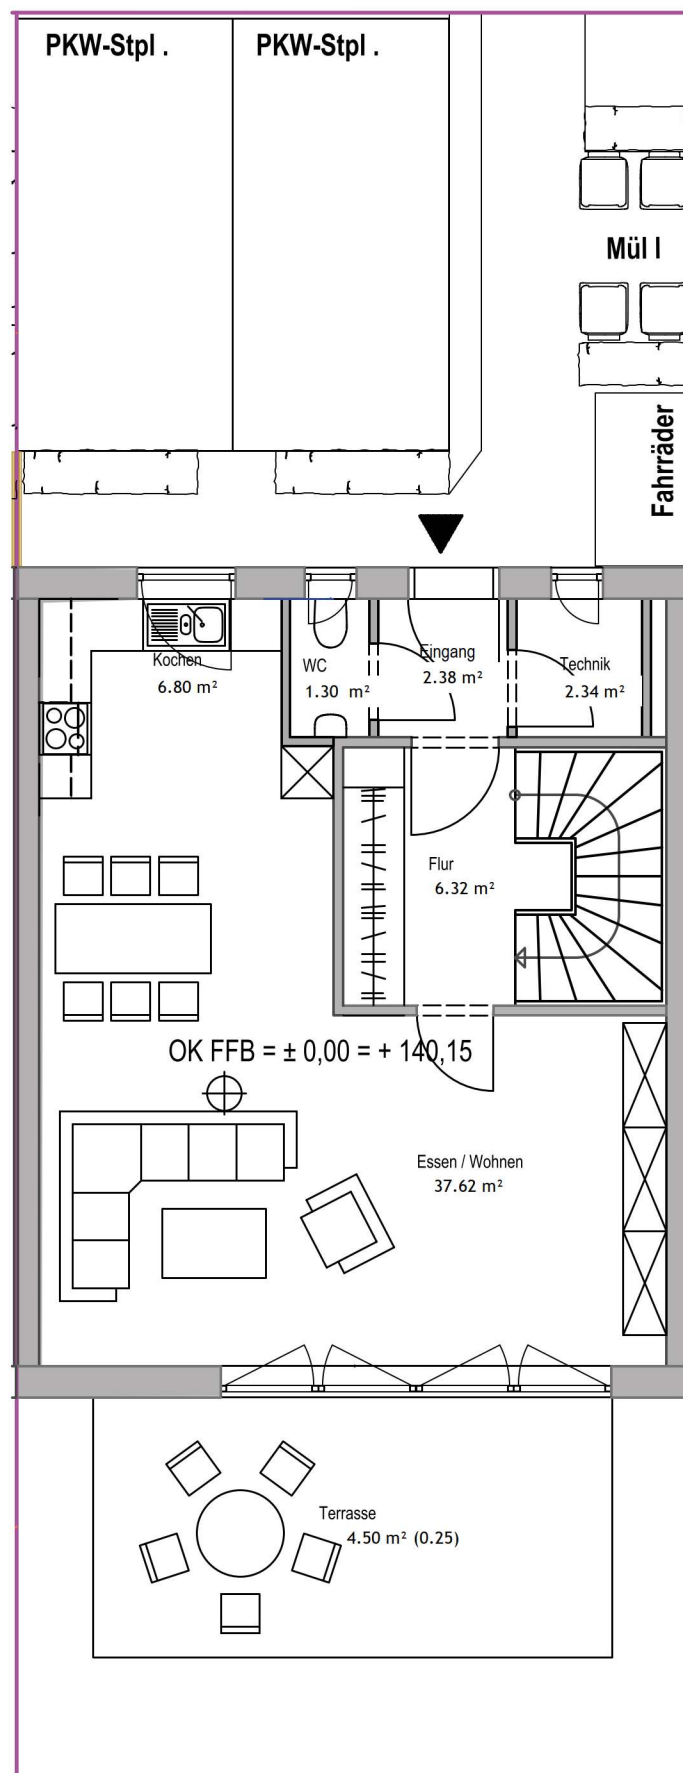 PKW-Stpl .
PKW-Stpl .
Mül l
Fahrräder
Kochen
6.80 m²
WC
1.30 m²
Eingang
2.38 m²
Technik
2.34 m²
Flur
6.32 m²
OK FFB = ± 0,00 = + 140,15
Essen / Wohnen
37.62 m²
Terrasse
4.50 m² (0.25)